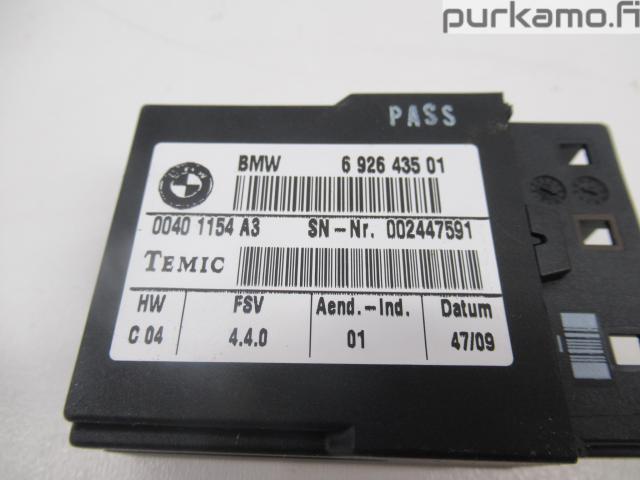 purkamo.fi
PASS
BMW 6 926 435 01
0040 1154 A3 SN-Nr. 002447591
TEMIC
HW FSV Aend.-Ind. Datum
C 04 4.4.0 01 47/09